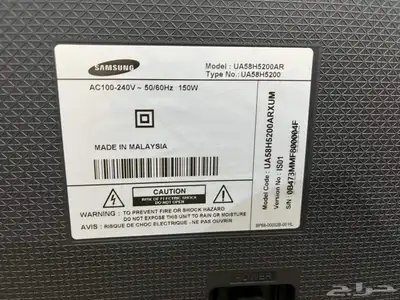 SAMSUNG
Model : UA58H5200AR
Type No.: UA58H5200
AC100-240V ~ 50/60Hz 150W
MADE IN MALAYSIA
Model Code : UA58H5200ARXUM
Version No : IS01
S/N : 0B473MMF800004F
CAUTION
RISK OF ELECTRIC SHOCK
DO NOT OPEN
WARNING : TO PREVENT FIRE OR SHOCK HAZARD
DO NOT EXPOSE THIS UNIT TO RAIN OR MOISTURE
AVIS : RISQUE DE CHOC ELECTRIQUE - NE PAS OUVRIR
حراج